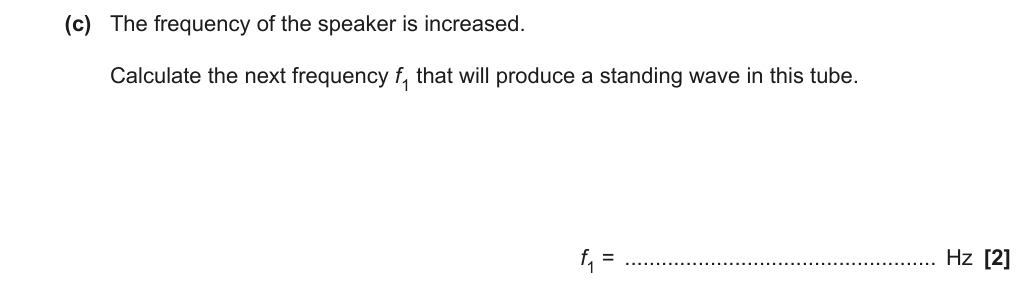 (c) The frequency of the speaker is increased.
Calculate the next frequency f₁ that will produce a standing wave in this tube.
f₁ = .................................................. Hz [2]